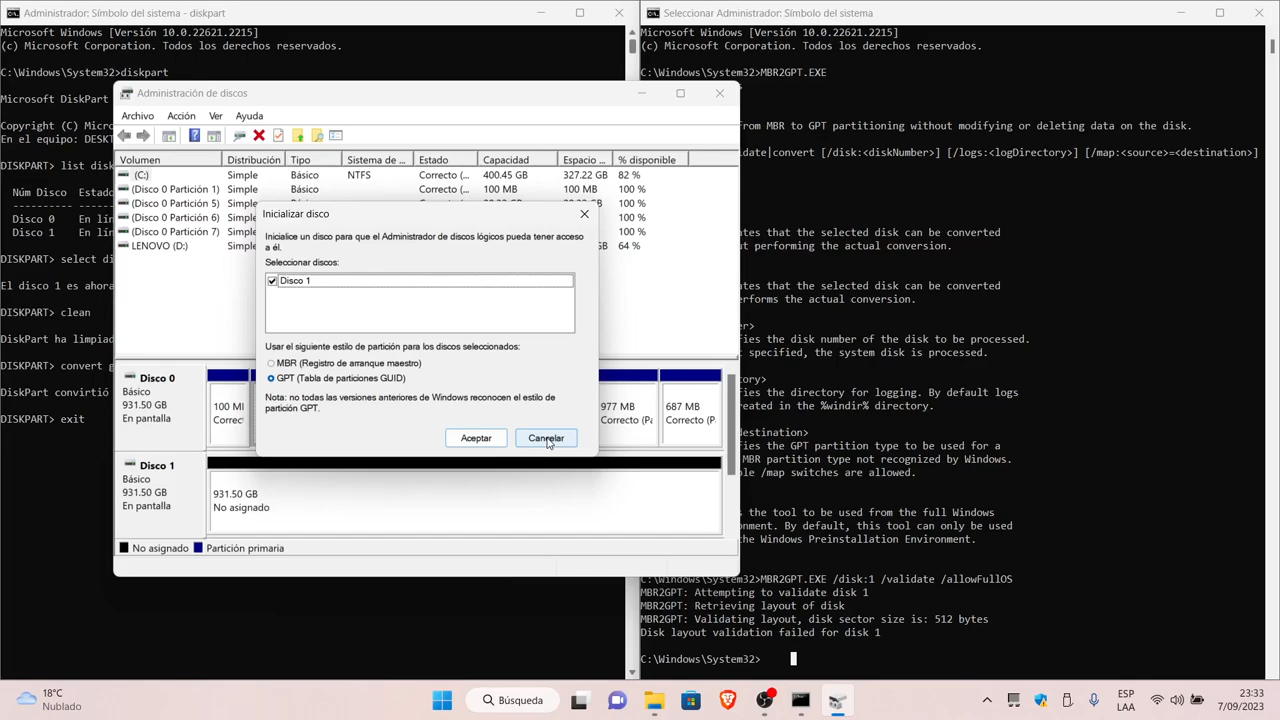 Administrador: Símbolo del sistema - diskpart
Microsoft Windows [Versión 10.0.22621.2215]
(c) Microsoft Corporation. Todos los derechos reservados.
C:\Windows\System32>diskpart
Microsoft DiskPart
Copyright (C) Micro
En el equipo: DESKT
DISKPART> list dis
Núm Disco  Estado
----------  ------
Disco 0    En lín
Disco 1    En lín
DISKPART> select di
El Disco 1 es ahora
DISKPART> clean
DiskPart ha limpiad
DISKPART> convert g
DiskPart convirtió
DISKPART> exit
Administración de discos
Archivo Acción Ver Ayuda
Volumen Distribución Tipo Sistema de ... Estado Capacidad Espacio ... % disponible
(C:) Simple Básico NTFS Correcto (... 400.45 GB 327.22 GB 82 %
(Disco 0 Partición 1) Simple Básico Correcto (... 100 MB 100 MB 100 %
(Disco 0 Partición 5) Simple 100 %
(Disco 0 Partición 6) Simple 100 %
(Disco 0 Partición 7) Simple 100 %
LENOVO (D:) Simple 64 %
Inicializar disco
Inicialice un disco para que el Administrador de discos lógicos pueda tener acceso
a él.
Seleccionar discos:
Disco 1
Usar el siguiente estilo de partición para los discos seleccionados:
MBR (Registro de arranque maestro)
GPT (Tabla de particiones GUID)
Nota: no todas las versiones anteriores de Windows reconocen el estilo de
partición GPT.
Aceptar Cancelar
Disco 0
Básico
931.50 GB
En pantalla
100 MI
Correct
977 MB
Correcto (Pa
687 MB
Correcto (P.
Disco 1
Básico
931.50 GB
En pantalla
931.50 GB
No asignado
No asignado Partición primaria
Seleccionar Administrador: Símbolo del sistema
Microsoft Windows [Versión 10.0.22621.2215]
(c) Microsoft Corporation. Todos los derechos reservados.
C:\Windows\System32>MBR2GPT.EXE
from MBR to GPT partitioning without modifying or deleting data on the disk.
idate|convert [/disk:<diskNumber>] [/logs:<logDirectory>] [/map:<source>=<destination>]
ates that the selected disk can be converted
out performing the actual conversion.
ates that the selected disk can be converted
erforms the actual conversion.
er>
fies the disk number of the disk to be processed.
t specified, the system disk is processed.
tory>
fies the directory for logging. By default logs
reated in the %windir% directory.
destination>
fies the GPT partition type to be used for a
MBR partition type not recognized by Windows.
ple /map switches are allowed.
s the tool to be used from the full Windows
onment. By default, this tool can only be used
the Windows Preinstallation Environment.
C:\Windows\System32>MBR2GPT.EXE /disk:1 /validate /allowFullOS
MBR2GPT: Attempting to validate disk 1
MBR2GPT: Retrieving layout of disk
MBR2GPT: Validating layout, disk sector size is: 512 bytes
Disk layout validation failed for disk 1
C:\Windows\System32>
18°C
Nublado
Búsqueda
ESP
LAA
23:33
7/09/2023